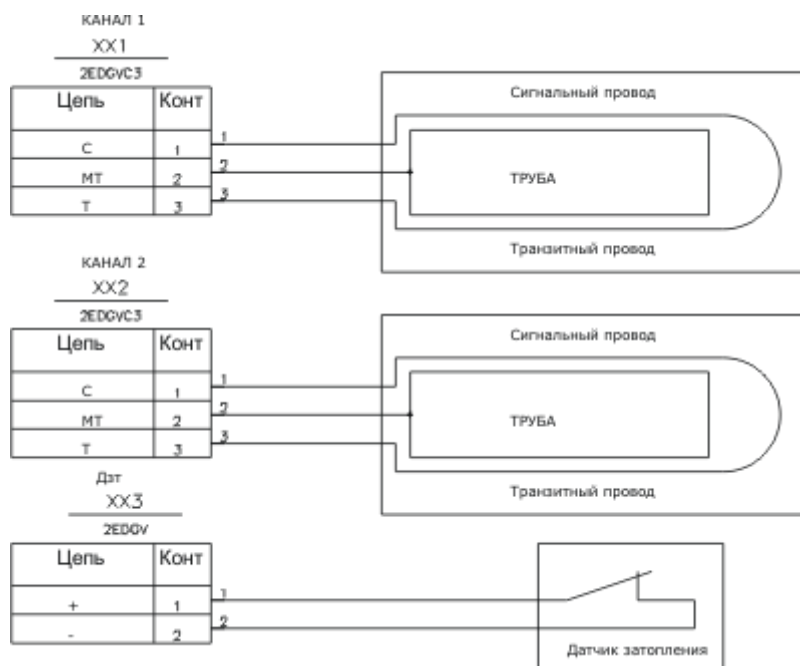 КАНАЛ 1
XX1
2EDGVC3
Цепь Конт
Сигнальный провод
С 1 1
МТ 2 2
ТРУБА
Т 3 3
Транзитный провод
КАНАЛ 2
XX2
2EDGVC3
Цепь Конт
Сигнальный провод
С 1 1
МТ 2 2
ТРУБА
Т 3 3
Транзитный провод
Дзт
XX3
2EDGV
Цепь Конт
+ 1 1
- 2 2
Датчик затопления